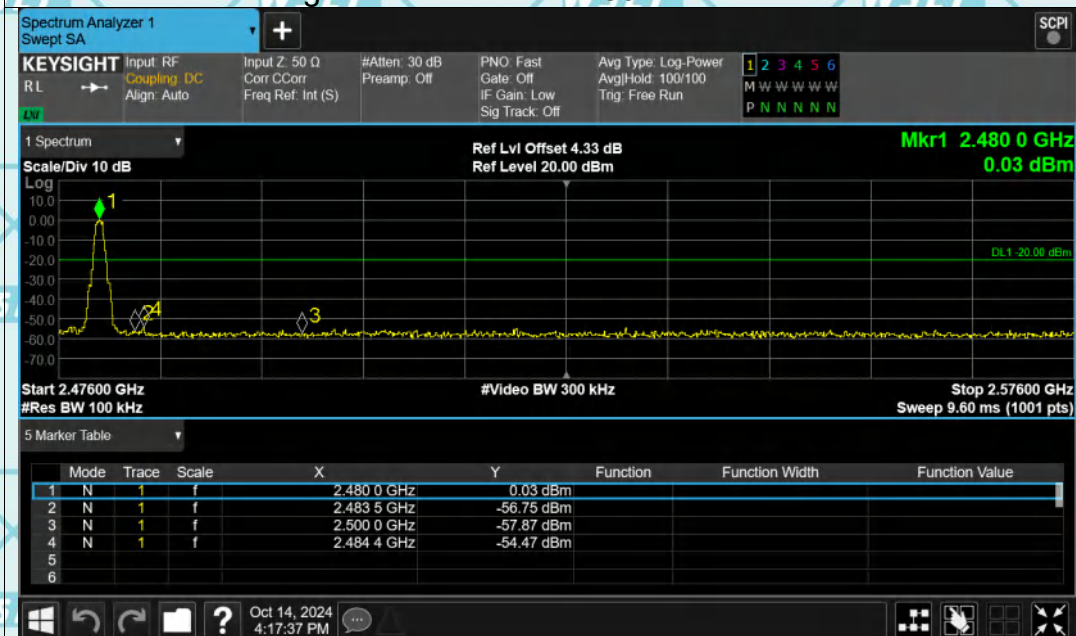 Spectrum Analyzer 1
Swept SA
+
SCPI
KEYSIGHT Input: RF Input Z: 50 Ω #Atten: 30 dB PNO: Fast Avg Type: Log-Power 1 2 3 4 5 6
RL Coupling: DC Corr CCorr Preamp: Off Gate: Off Avg|Hold: 100/100 M W W W W W
Align: Auto Freq Ref: Int (S) IF Gain: Low Trig: Free Run P N N N N N
LNI Sig Track: Off
1 Spectrum
Ref Lvl Offset 4.33 dB Mkr1 2.480 0 GHz
Scale/Div 10 dB Ref Level 20.00 dBm 0.03 dBm
Log
10.0 1
0.00
-10.0
-20.0 DL1 -20.00 dBm
-30.0
-40.0
-50.0 2 4 3
-60.0
-70.0
Start 2.47600 GHz #Video BW 300 kHz Stop 2.57600 GHz
#Res BW 100 kHz Sweep 9.60 ms (1001 pts)
5 Marker Table
Mode Trace Scale X Y Function Function Width Function Value
1 N 1 f 2.480 0 GHz 0.03 dBm
2 N 1 f 2.483 5 GHz -56.75 dBm
3 N 1 f 2.500 0 GHz -57.87 dBm
4 N 1 f 2.484 4 GHz -54.47 dBm
5
6
? Oct 14, 2024
4:17:37 PM